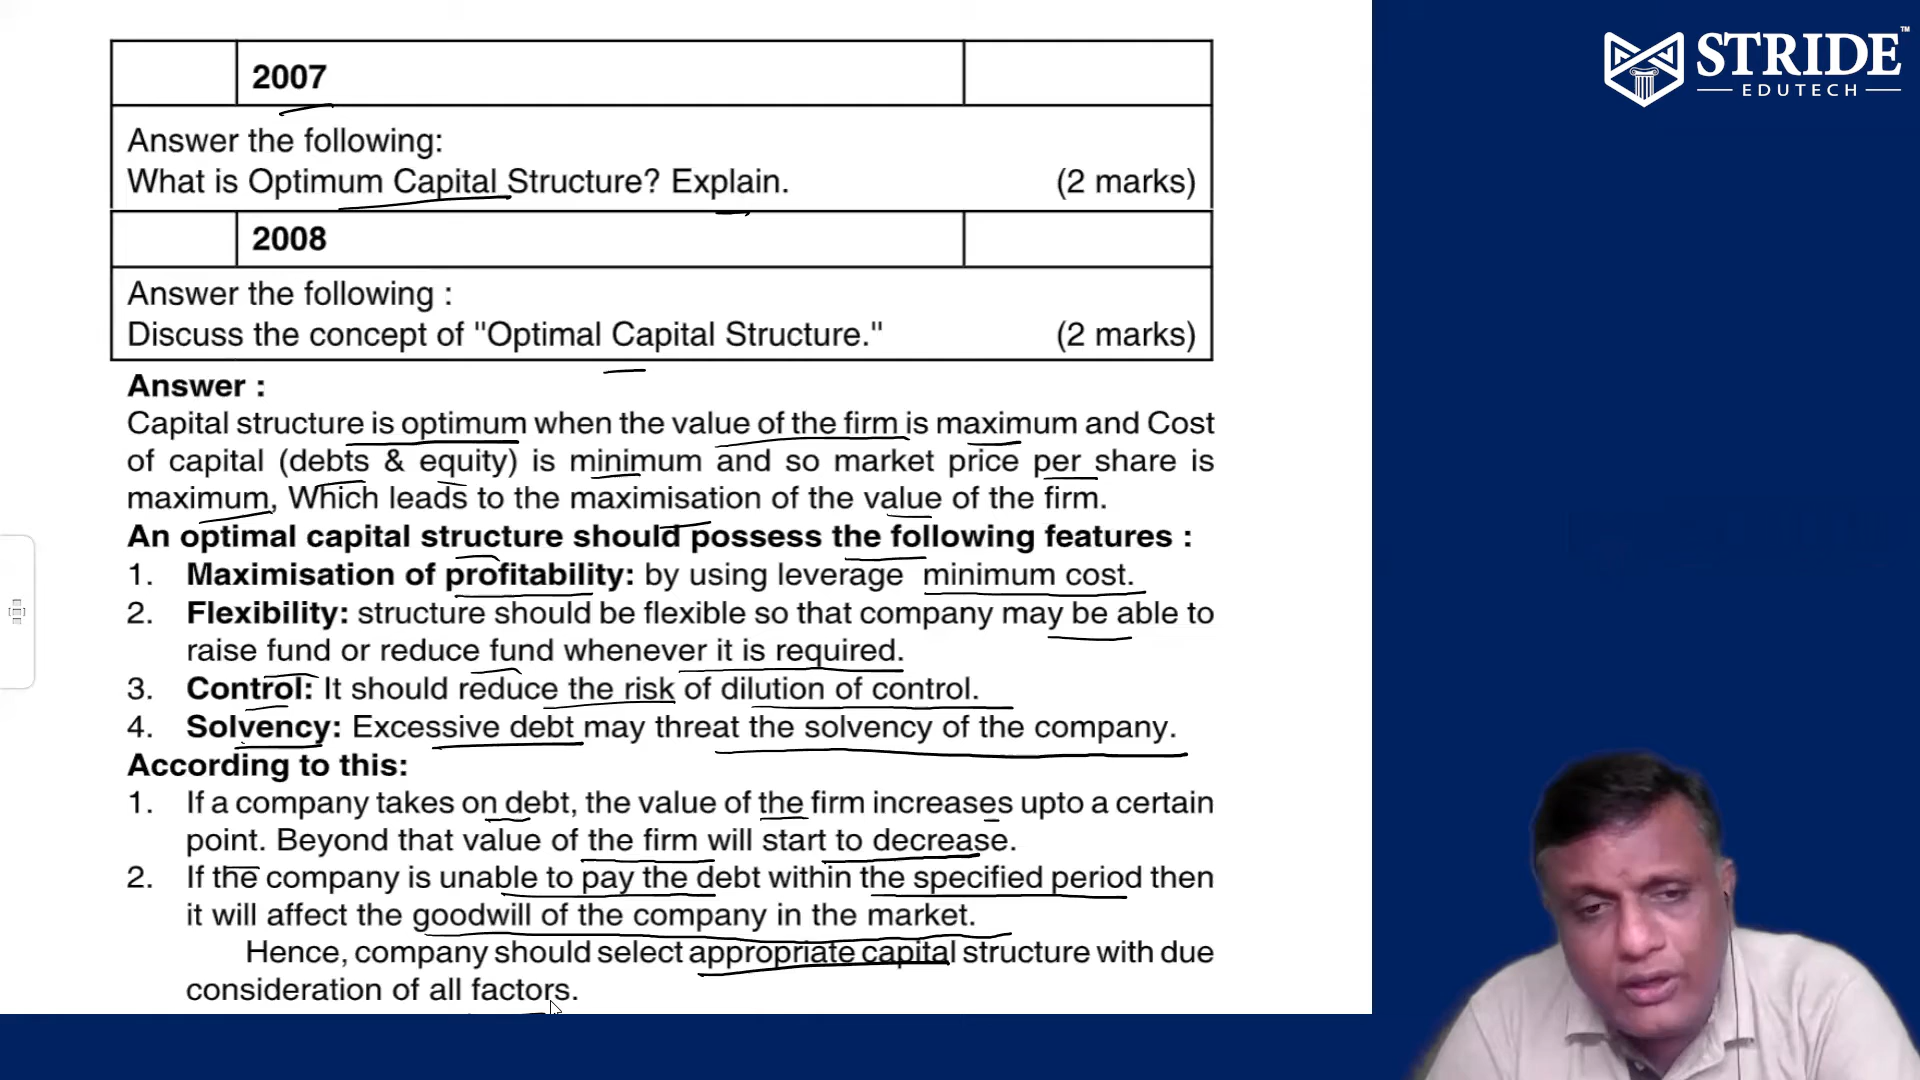 STRIDE™
EDUTECH
2007
Answer the following:
What is Optimum Capital Structure? Explain. (2 marks)
2008
Answer the following :
Discuss the concept of "Optimal Capital Structure." (2 marks)
Answer :
Capital structure is optimum when the value of the firm is maximum and Cost
of capital (debts & equity) is minimum and so market price per share is
maximum, Which leads to the maximisation of the value of the firm.
An optimal capital structure should possess the following features :
1. Maximisation of profitability: by using leverage minimum cost.
2. Flexibility: structure should be flexible so that company may be able to
raise fund or reduce fund whenever it is required.
3. Control: It should reduce the risk of dilution of control.
4. Solvency: Excessive debt may threat the solvency of the company.
According to this:
1. If a company takes on debt, the value of the firm increases upto a certain
point. Beyond that value of the firm will start to decrease.
2. If the company is unable to pay the debt within the specified period then
it will affect the goodwill of the company in the market.
Hence, company should select appropriate capital structure with due
consideration of all factors.